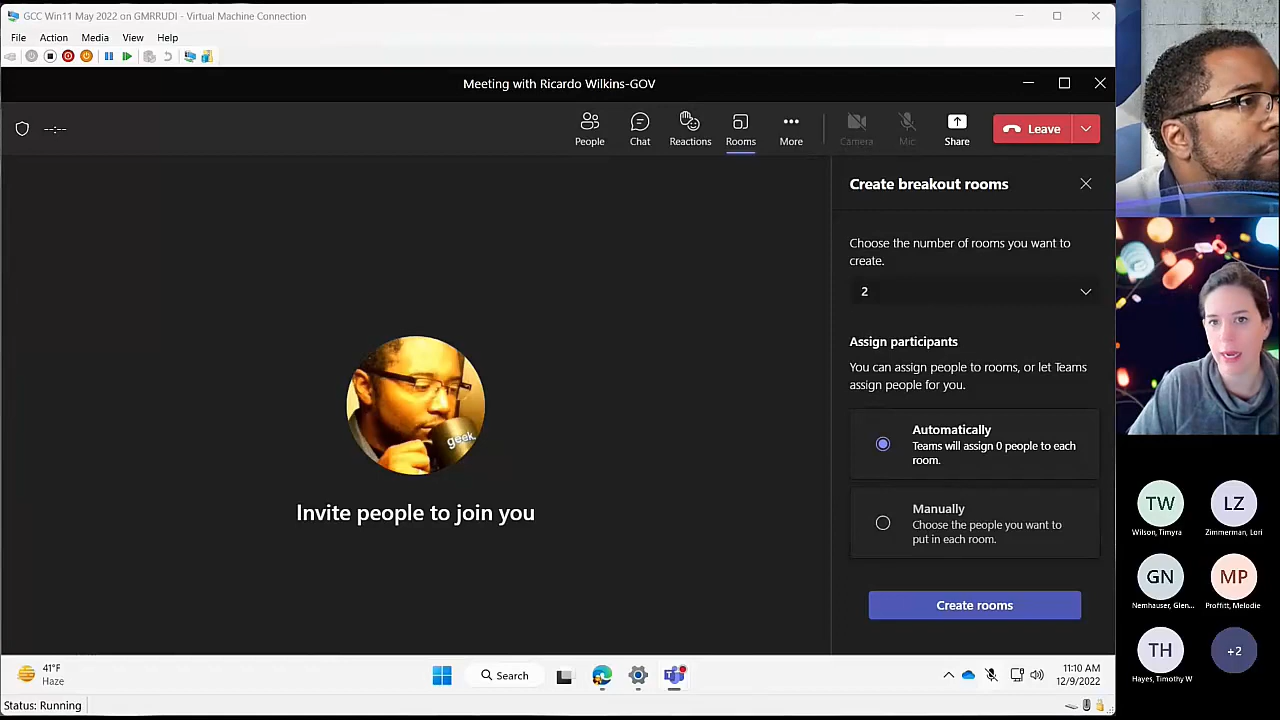 GCC Win11 May 2022 on GMRRUDI - Virtual Machine Connection
File Action Media View Help
Meeting with Ricardo Wilkins-GOV
--:--
People Chat Reactions Rooms More Camera Mic Share Leave
Create breakout rooms
Choose the number of rooms you want to
create.
2
Assign participants
You can assign people to rooms, or let Teams
assign people for you.
Automatically
Teams will assign 0 people to each
room.
Manually
Choose the people you want to
put in each room.
Create rooms
geek
Invite people to join you
TW LZ
Wilson, Timyra Zimmerman, Lori
GN MP
Nemhauser, Glen... Proffitt, Melodie
TH +2
Hayes, Timothy W
41°F
Haze
Search
11:10 AM
12/9/2022
Status: Running